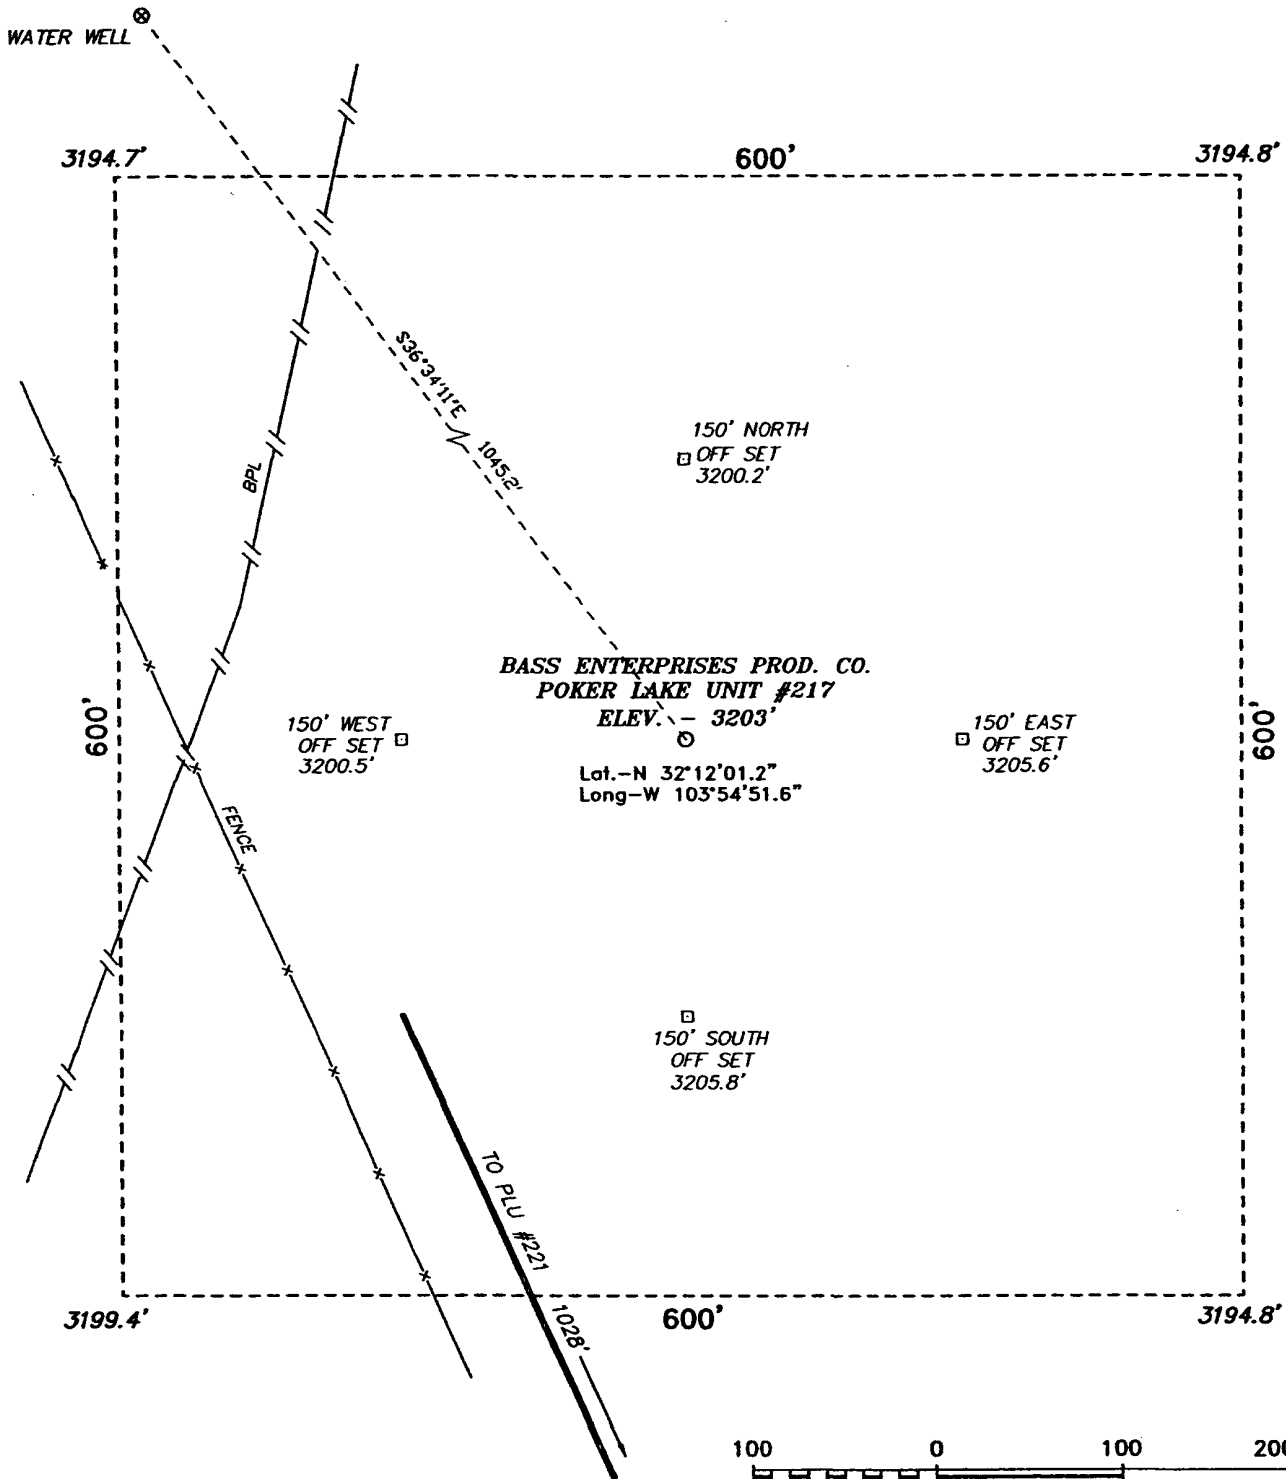 WATER WELL
3194.7'
600'
3194.8'
S36°34'11"E
1045.2'
BPL
150' NORTH
OFF SET
3200.2'
BASS ENTERPRISES PROD. CO.
POKER LAKE UNIT #217
ELEV. - 3203'
Lat.-N 32°12'01.2"
Long-W 103°54'51.6"
600'
150' WEST
OFF SET
3200.5'
150' EAST
OFF SET
3205.6'
600'
FENCE
150' SOUTH
OFF SET
3205.8'
TO PLU #221
1028'
3199.4'
600'
3194.8'
100 0 100 200